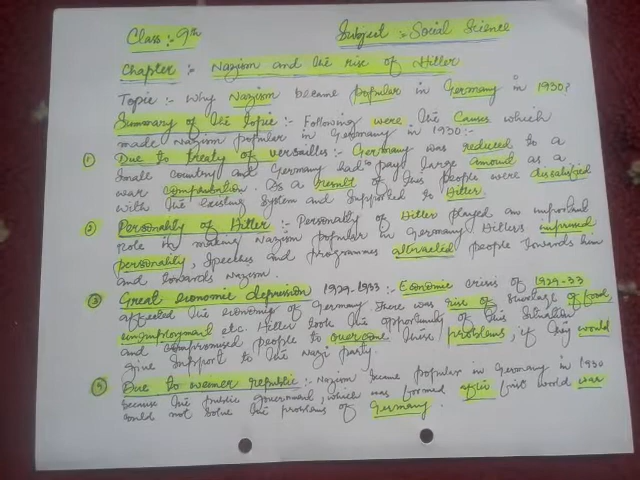 Class :- 9th Subject :- Social Science
Chapter :- Nazism and the rise of Hitler
Topic :- Why Nazism became popular in Germany in 1930?
Summary of the topic :- Following were the causes which
made Nazism popular in Germany in 1930:-
① Due to treaty of versailles :- Germany was reduced to a
small country and Germany had to pay large amound as a
war . As a result of this people were
with the existing system and supported to Hitler.
② Personality of Hitler :- Personality of Hitler played an important
role in making Nazism popular in Germany Hitlers
personality, Speeches and programmes attracted people towards him
and towards Nazism.
③ Great economic depression 1929-1933 :- Economic crisis of 1929-33
affected the economy of Germany. There was rise of shortage of food,
unemployment etc. Hitler took the opportunity of this situation
and people to overcome these problems, if they would
give support to the Nazi party.
④ Due to weemer republic :- Nazism became popular in Germany in 1930
because the public government, which was formed after first world war
could not solve the problems of Germany.